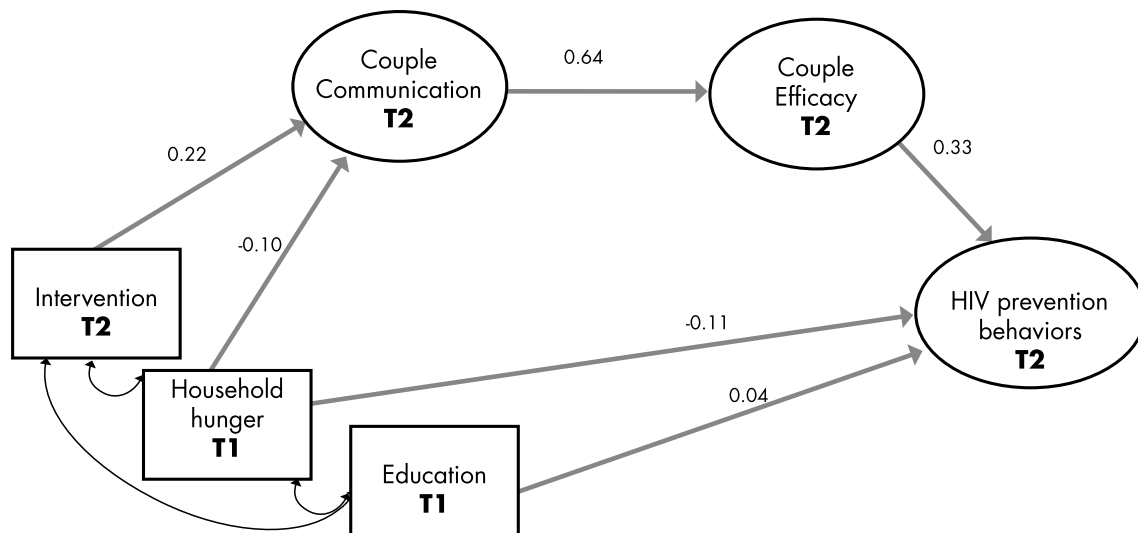 Couple
Communication
T2
0.64
Couple
Efficacy
T2
0.22
0.33
-0.10
Intervention
T2
HIV prevention
behaviors
T2
-0.11
Household
hunger
T1
0.04
Education
T1